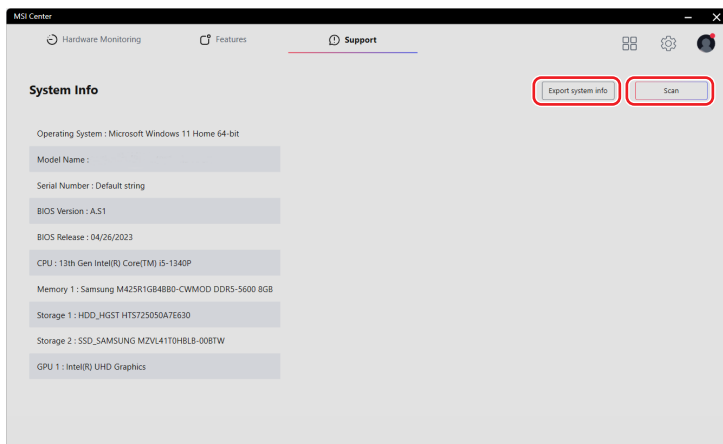 MSI Center
Hardware Monitoring
Features
Support
System Info
Export system info
Scan
Operating System : Microsoft Windows 11 Home 64-bit
Model Name :
Serial Number : Default string
BIOS Version : A.S1
BIOS Release : 04/26/2023
CPU : 13th Gen Intel(R) Core(TM) i5-1340P
Memory 1 : Samsung M425R1GB4BB0-CWMOD DDR5-5600 8GB
Storage 1 : HDD_HGST HTS725050A7E630
Storage 2 : SSD_SAMSUNG MZVL41T0HBLB-00BTW
GPU 1 : Intel(R) UHD Graphics